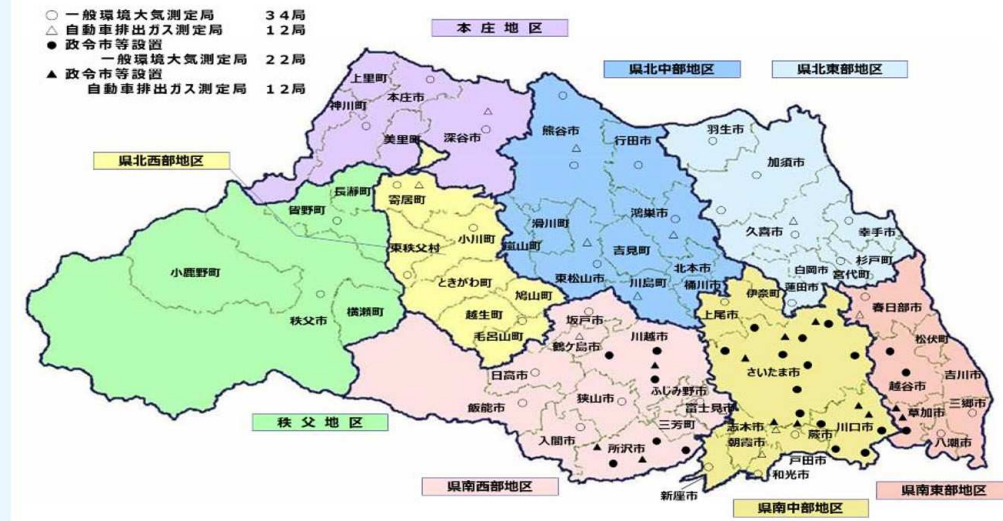 ○ 一般環境大気測定局 34局
△ 自動車排出ガス測定局 12局
● 政令市等設置
一般環境大気測定局 22局
▲ 政令市等設置
自動車排出ガス測定局 12局
本庄地区
県北中部地区
県北東部地区
県北西部地区
秩父地区
県南西部地区
県南中部地区
県南東部地区
上里町
本庄市
神川町
美里町
深谷市
熊谷市
行田市
羽生市
加須市
長瀞町
皆野町
寄居町
小川町
東秩父村
嵐山町
滑川町
鴻巣市
吉見町
久喜市
幸手市
杉戸町
白岡市
宮代町
蓮田市
小鹿野町
秩父市
横瀬町
ときがわ町
鳩山町
越生町
毛呂山町
東松山市
川島町
北本市
桶川市
伊奈町
上尾市
春日部市
松伏町
坂戸市
鶴ケ島市
川越市
さいたま市
越谷市
吉川市
日高市
飯能市
狭山市
ふじみ野市
富士見市
三芳町
入間市
所沢市
志木市
朝霞市
蕨市
川口市
草加市
三郷市
八潮市
戸田市
和光市
新座市